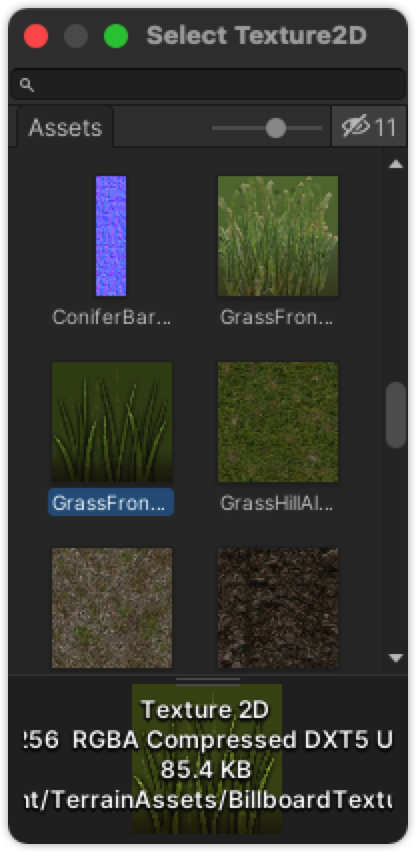 Select Texture2D
Assets
11
ConiferBar...
GrassFron...
GrassFron...
GrassHillAl...
Texture 2D
256 RGBA Compressed DXT5 U
85.4 KB
nt/TerrainAssets/BillboardTextu